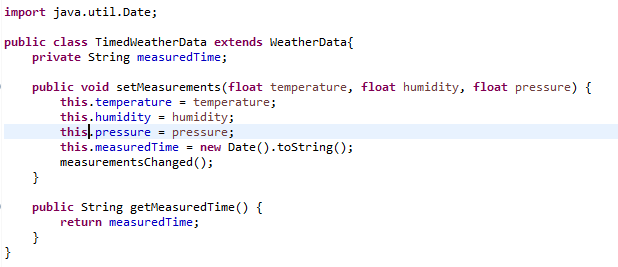 import java.util.Date;
public class TimedWeatherData extends WeatherData{
private String measuredTime;
public void setMeasurements(float temperature, float humidity, float pressure) {
this.temperature = temperature;
this.humidity = humidity;
this.pressure = pressure;
this.measuredTime = new Date().toString();
measurementsChanged();
}
public String getMeasuredTime() {
return measuredTime;
}
}